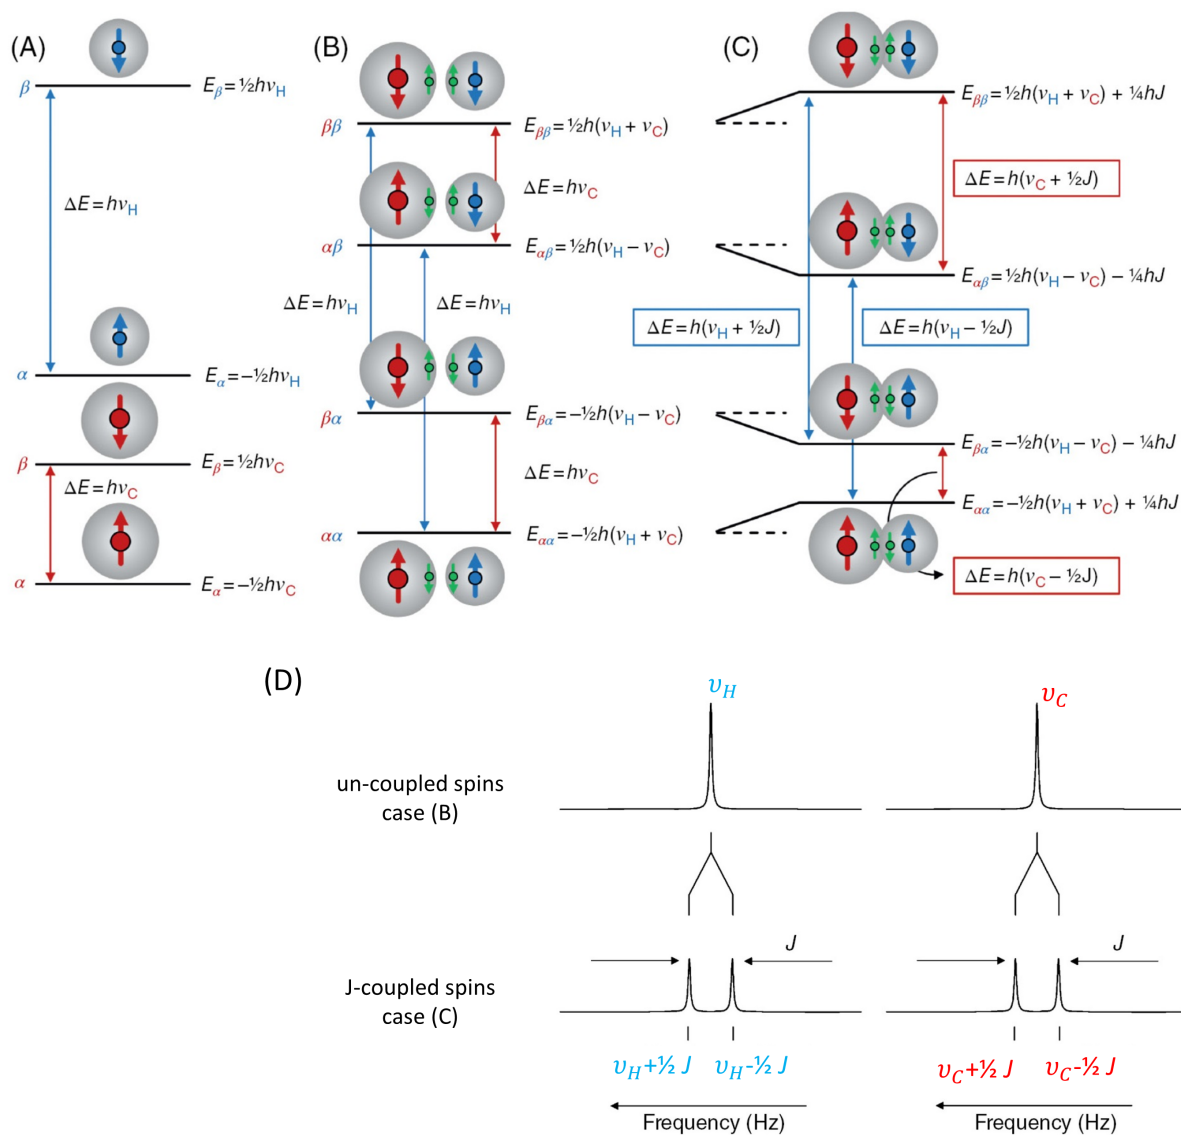 (A)
β
E_β = ½hν_H
ΔE = hν_H
α
E_α = –½hν_H
β
E_β = ½hν_C
ΔE = hν_C
α
E_α = –½hν_C
(B)
ββ
E_ββ = ½h(ν_H + ν_C)
ΔE = hν_C
αβ
E_αβ = ½h(ν_H – ν_C)
ΔE = hν_H
ΔE = hν_H
βα
E_βα = –½h(ν_H – ν_C)
ΔE = hν_C
αα
E_αα = –½h(ν_H + ν_C)
(C)
E_ββ = ½h(ν_H + ν_C) + ¼hJ
ΔE = h(ν_C + ½J)
E_αβ = ½h(ν_H – ν_C) – ¼hJ
ΔE = h(ν_H + ½J)
ΔE = h(ν_H – ½J)
E_βα = –½h(ν_H – ν_C) – ¼hJ
E_αα = –½h(ν_H + ν_C) + ¼hJ
ΔE = h(ν_C – ½J)
(D)
υ_H
υ_C
un-coupled spins
case (B)
J
J
J-coupled spins
case (C)
υ_H+½ J
υ_H-½ J
υ_C+½ J
υ_C-½ J
Frequency (Hz)
Frequency (Hz)